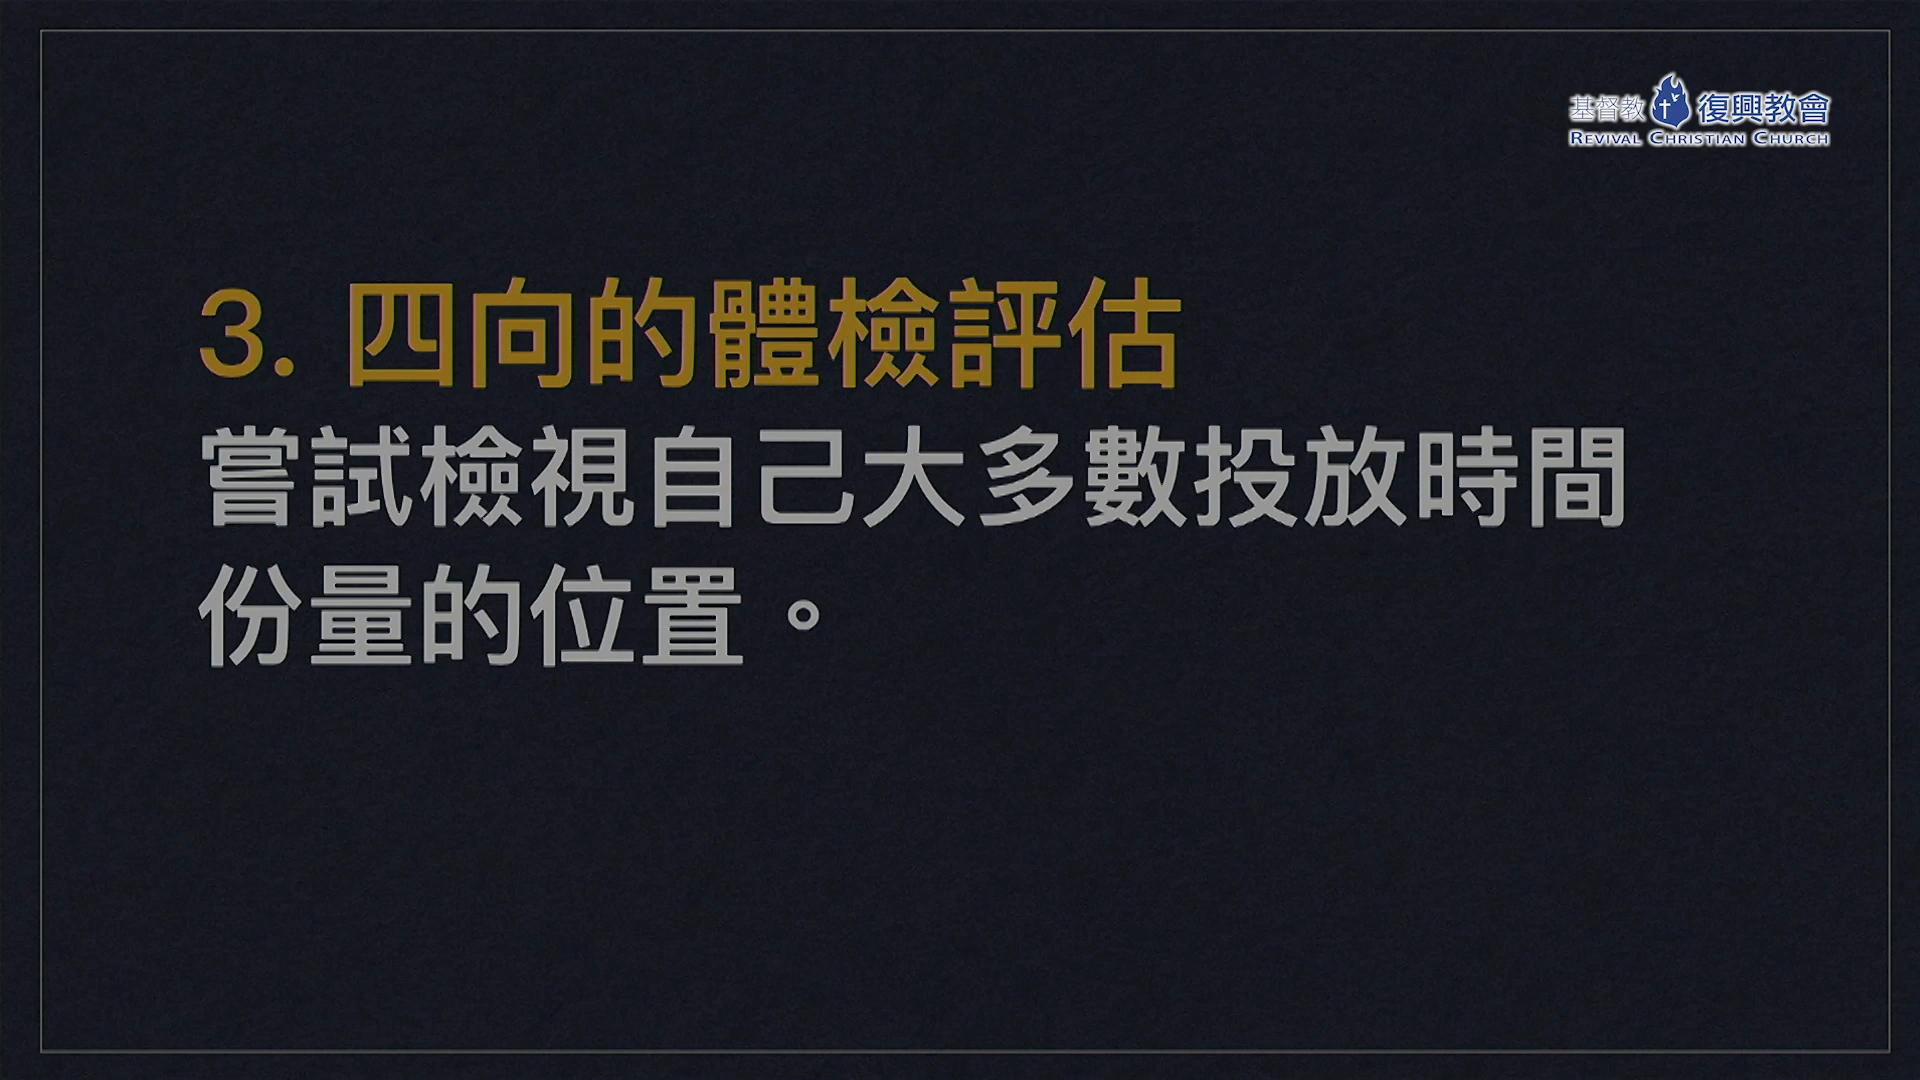 基督教 復興教會
REVIVAL CHRISTIAN CHURCH
3. 四向的體檢評估
嘗試檢視自己大多數投放時間
份量的位置。